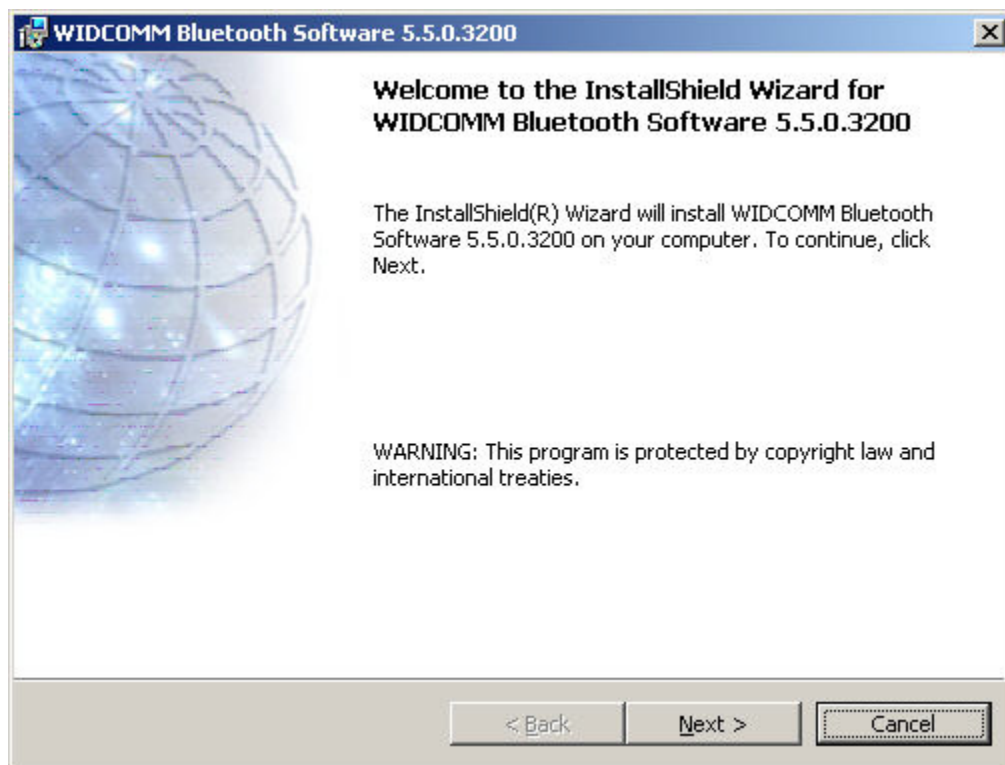 WIDCOMM Bluetooth Software 5.5.0.3200
Welcome to the InstallShield Wizard for
WIDCOMM Bluetooth Software 5.5.0.3200
The InstallShield(R) Wizard will install WIDCOMM Bluetooth
Software 5.5.0.3200 on your computer. To continue, click
Next.
WARNING: This program is protected by copyright law and
international treaties.
< Back
Next >
Cancel